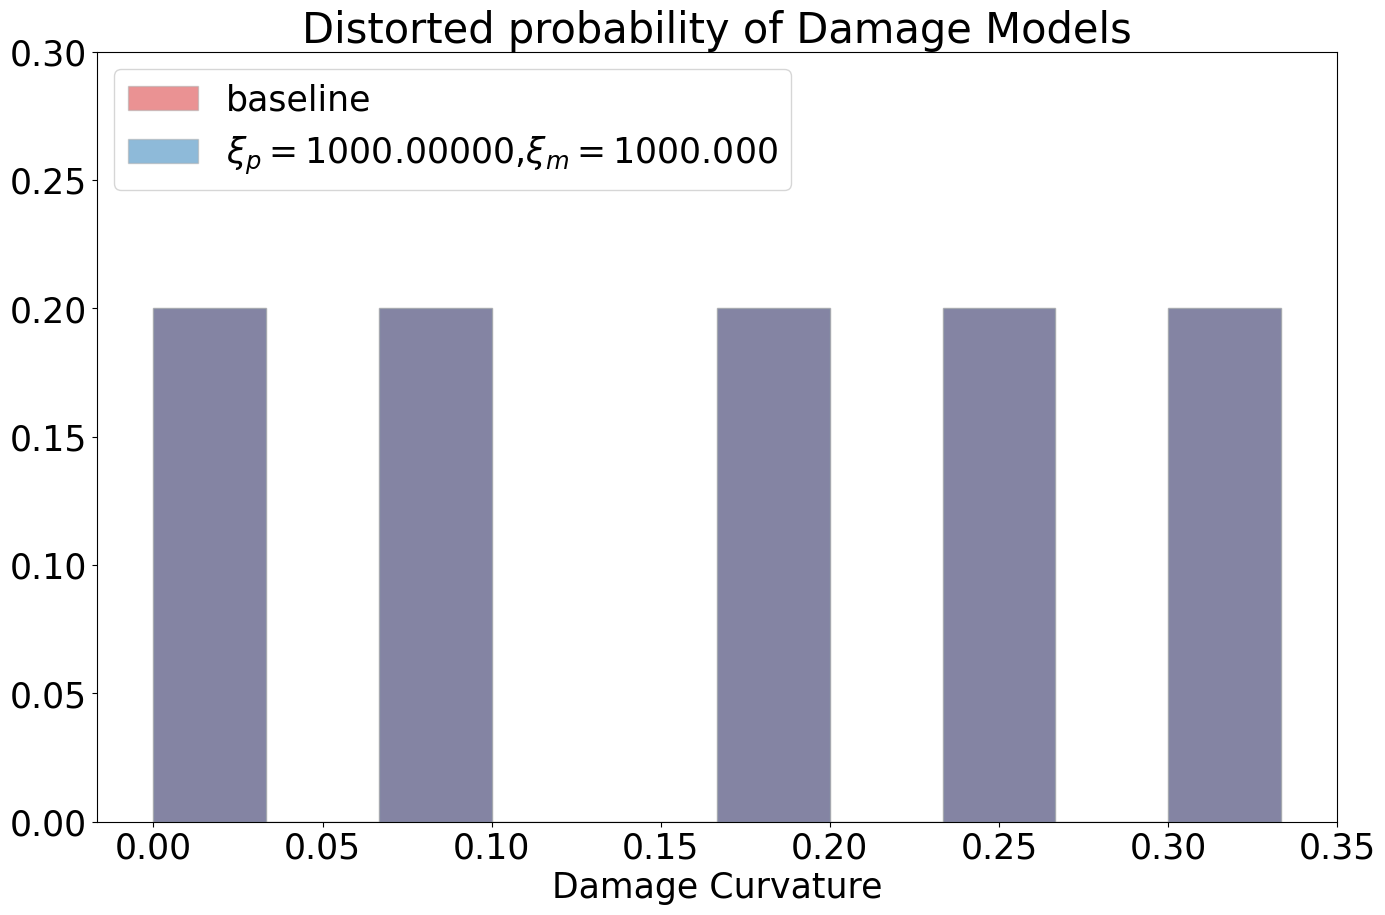 Distorted probability of Damage Models
0.30
0.25
0.20
0.15
0.10
0.05
0.00
baseline
ξₚ = 1000.00000,ξₘ = 1000.000
0.00 0.05 0.10 0.15 0.20 0.25 0.30 0.35
Damage Curvature